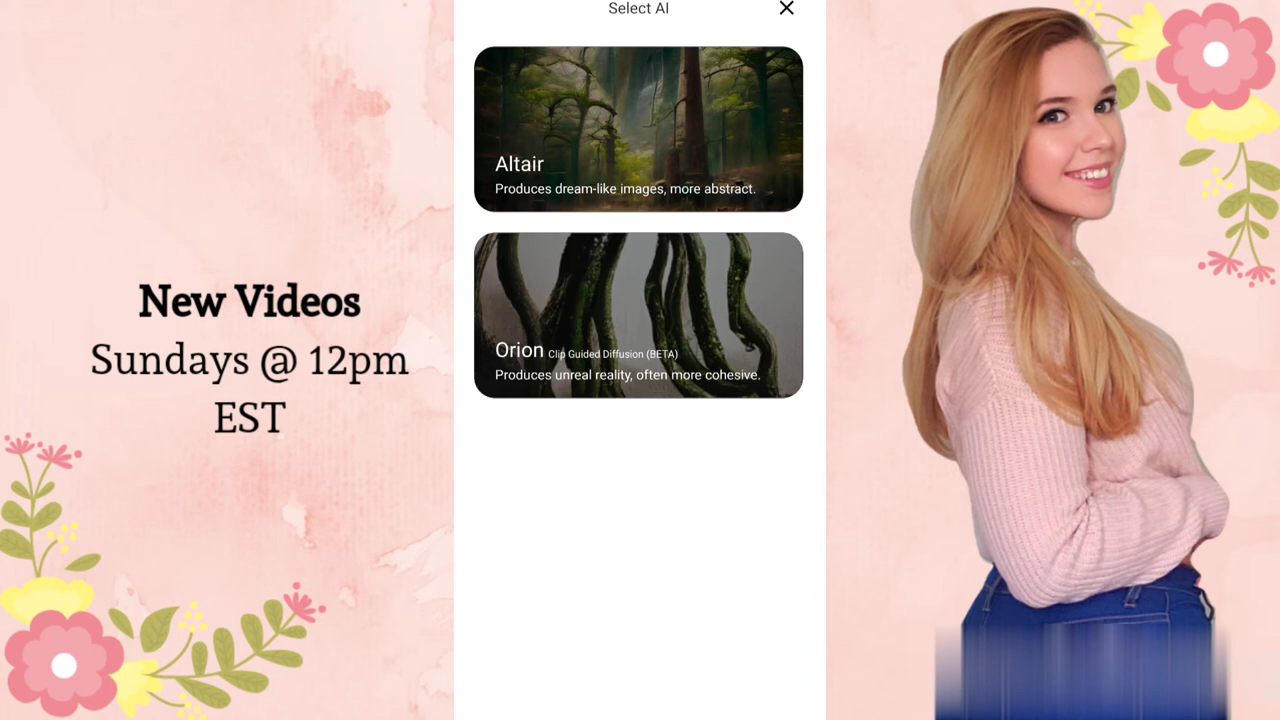 New Videos
Sundays @ 12pm
EST
Select AI
Altair
Produces dream-like images, more abstract.
Orion Clip Guided Diffusion (BETA)
Produces unreal reality, often more cohesive.